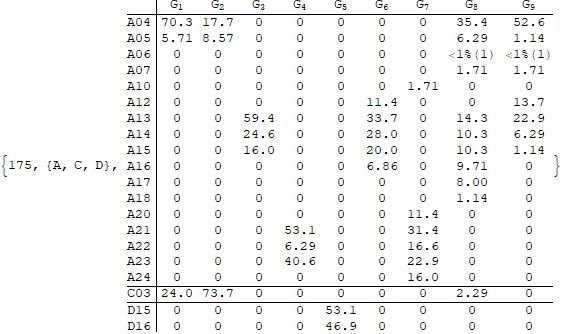 G1 G2 G3 G4 G5 G6 G7 G8 G9
A04 70.3 17.7 0 0 0 0 0 35.4 52.6
A05 5.71 8.57 0 0 0 0 0 6.29 1.14
A06 0 0 0 0 0 0 0 <1%(1) <1%(1)
A07 0 0 0 0 0 0 0 1.71 1.71
A10 0 0 0 0 0 0 1.71 0 0
A12 0 0 0 0 0 11.4 0 0 13.7
A13 0 0 59.4 0 0 33.7 0 14.3 22.9
A14 0 0 24.6 0 0 28.0 0 10.3 6.29
A15 0 0 16.0 0 0 20.0 0 10.3 1.14
{175, {A, C, D}, A16 0 0 0 0 0 6.86 0 9.71 0 }
A17 0 0 0 0 0 0 0 8.00 0
A18 0 0 0 0 0 0 0 1.14 0
A20 0 0 0 0 0 0 11.4 0 0
A21 0 0 0 53.1 0 0 31.4 0 0
A22 0 0 0 6.29 0 0 16.6 0 0
A23 0 0 0 40.6 0 0 22.9 0 0
A24 0 0 0 0 0 0 16.0 0 0
C03 24.0 73.7 0 0 0 0 0 2.29 0
D15 0 0 0 0 53.1 0 0 0 0
D16 0 0 0 0 46.9 0 0 0 0